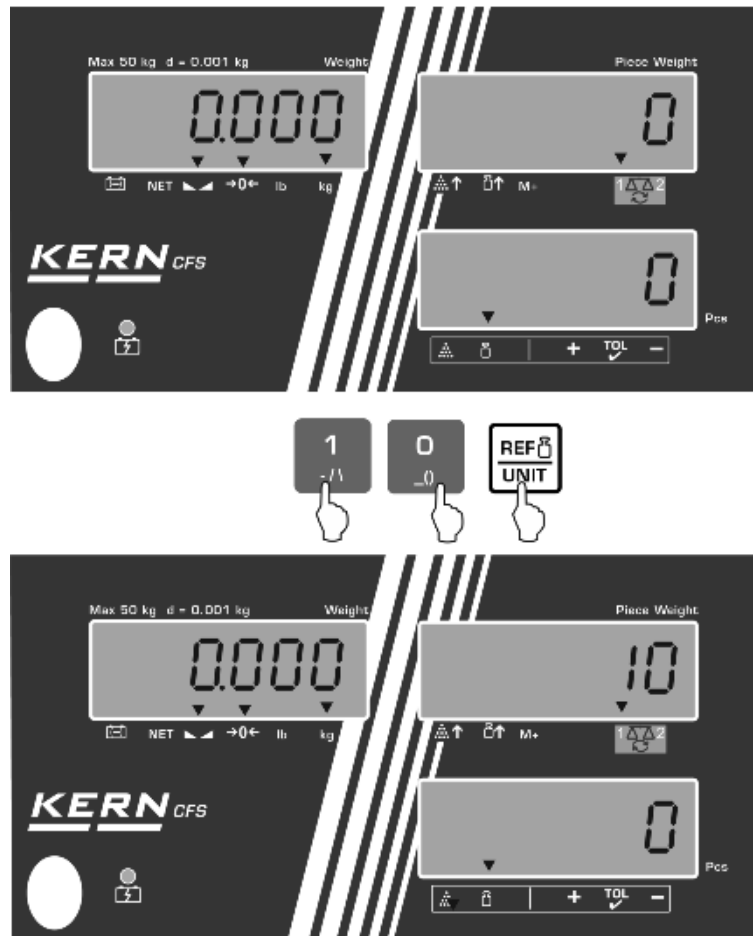 Max 50 kg d = 0.001 kg Weight
Piece Weight
0.000
0
NET →0← lb kg
M+
1 2
KERN CFS
0
Pcs
+ TOL −
1
- / \
0
_()
REF
UNIT
Max 50 kg d = 0.001 kg Weight
Piece Weight
0.000
10
NET →0← lb kg
M+
1 2
KERN CFS
0
Pcs
+ TOL −